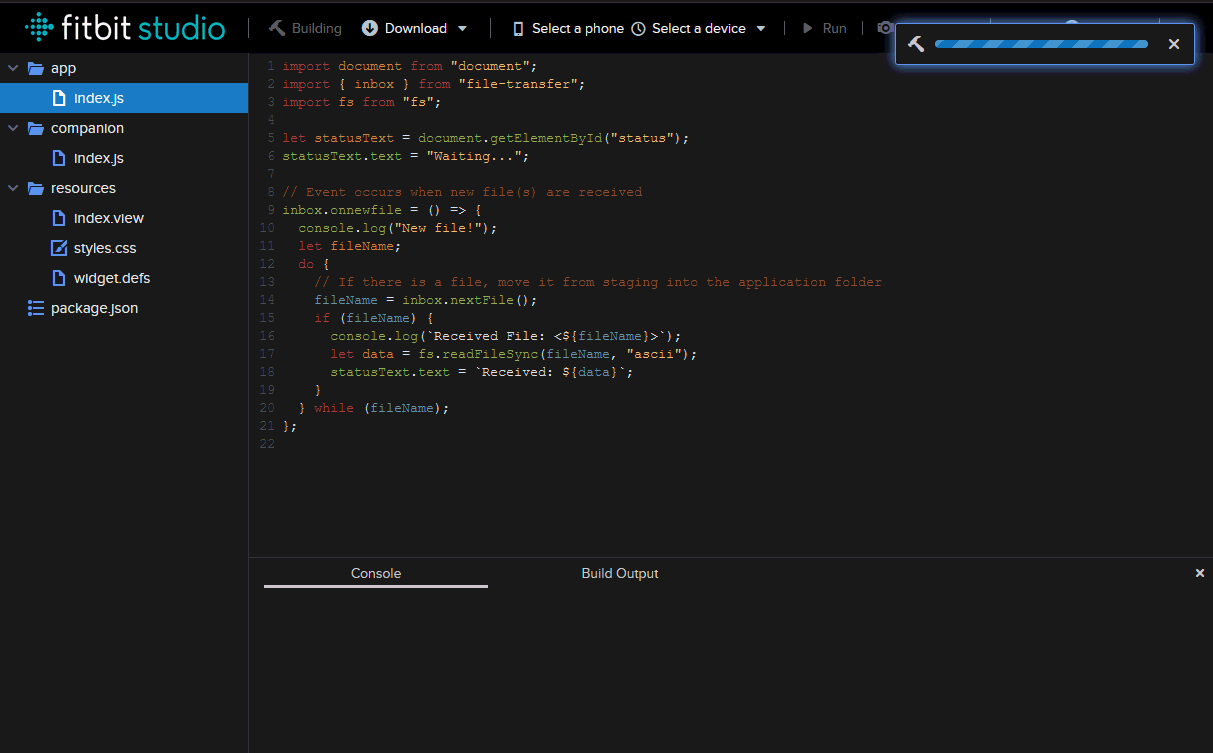 fitbit studio
Building
Download
Select a phone
Select a device
Run
app
index.js
companion
index.js
resources
index.view
styles.css
widget.defs
package.json
1 import document from "document";
2 import { inbox } from "file-transfer";
3 import fs from "fs";
4
5 let statusText = document.getElementById("status");
6 statusText.text = "Waiting...";
7
8 // Event occurs when new file(s) are received
9 inbox.onnewfile = () => {
10   console.log("New file!");
11   let fileName;
12   do {
13     // If there is a file, move it from staging into the application folder
14     fileName = inbox.nextFile();
15     if (fileName) {
16       console.log(`Received File: <${fileName}>`);
17       let data = fs.readFileSync(fileName, "ascii");
18       statusText.text = `Received: ${data}`;
19     }
20   } while (fileName);
21 };
22
Console
Build Output